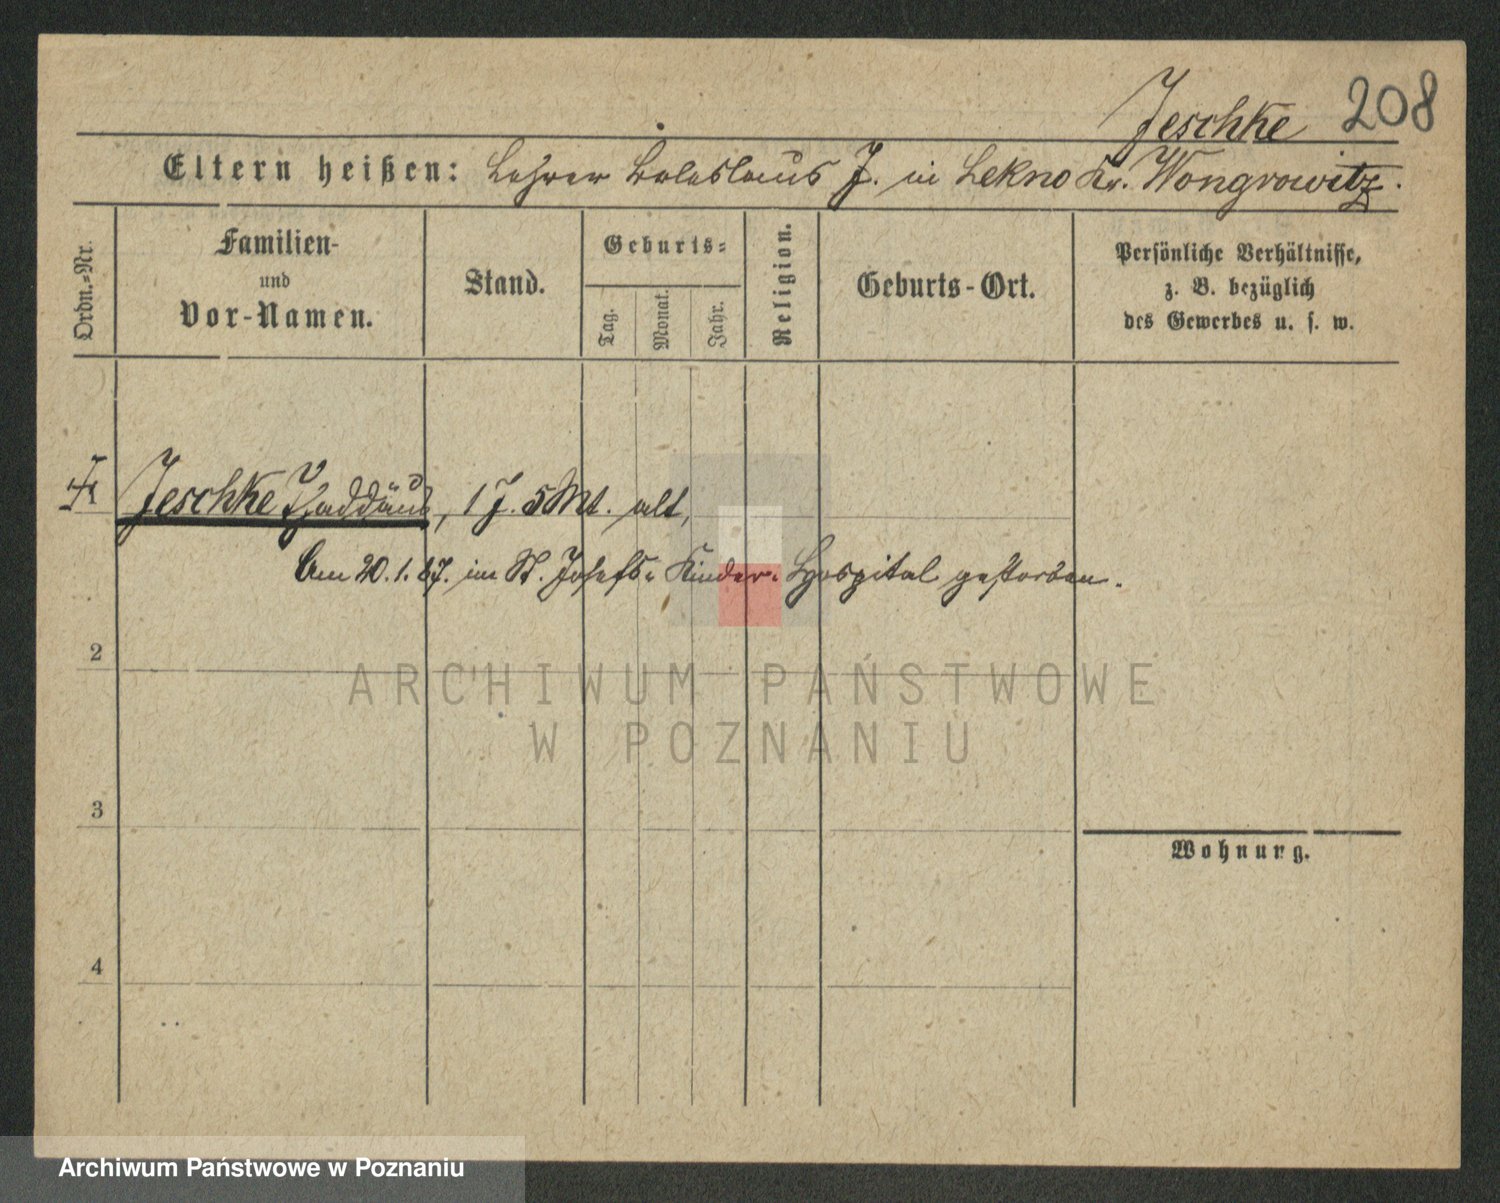 Jeschke 208
Eltern heißen: Lehrer Boleslaus J. in Lekno Kr. Wongrowitz.
Ordn.-Nr.
Familien-
und
Vor-Namen.
Stand.
Geburts-
Tag.
Monat.
Jahr.
Religion.
Geburts-Ort.
Persönliche Verhältnisse,
z. B. bezüglich
des Gewerbes u. s. w.
1 Jeschke Thaddäus, 1 J. 5 Mt. alt,
Am 20.1.87. im St. Josefs-Kinder-Hospital gestorben.
2
ARCHIWUM PAŃSTWOWE
W POZNANIU
3
Wohnung.
4
Archiwum Państwowe w Poznaniu